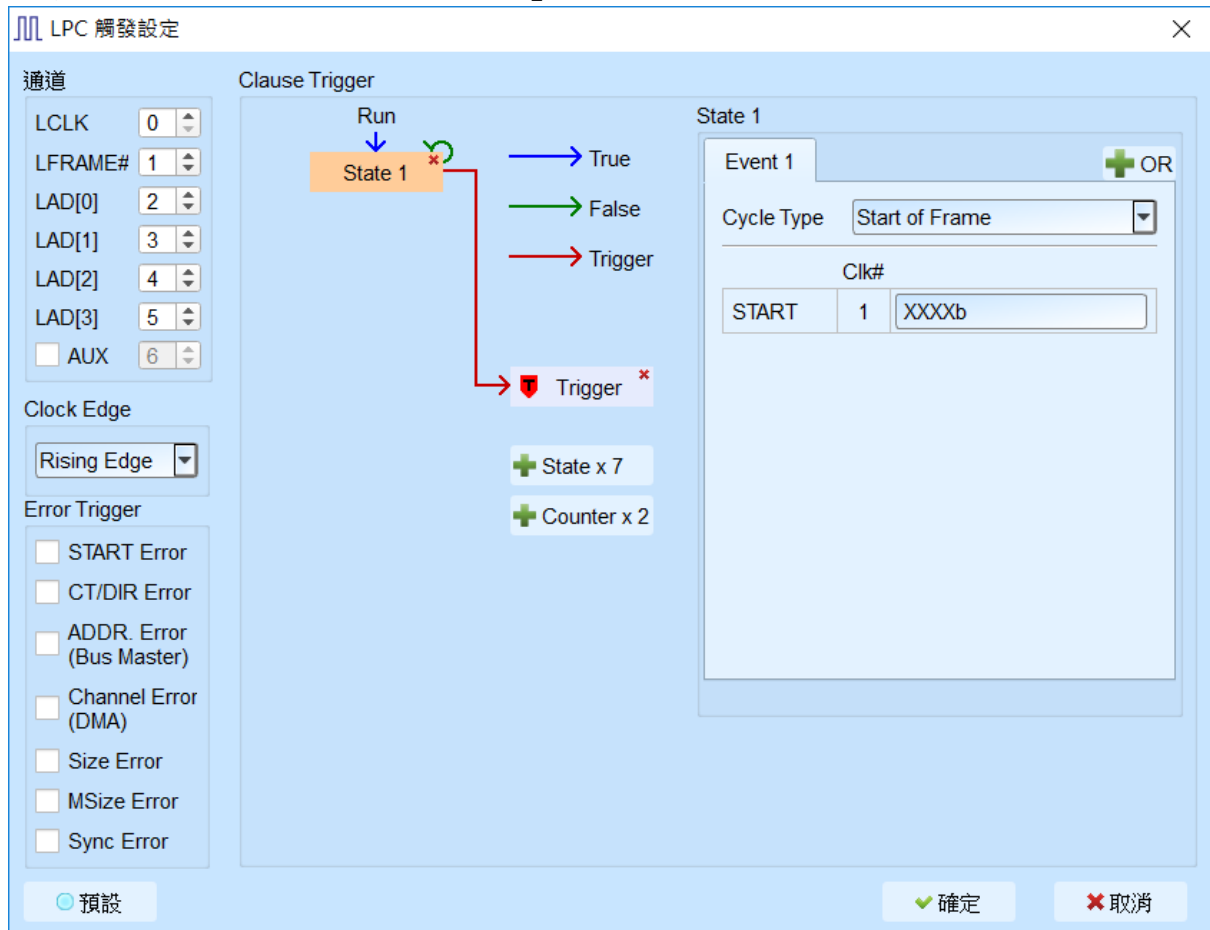 LPC 觸發設定
通道
LCLK 0
LFRAME# 1
LAD[0] 2
LAD[1] 3
LAD[2] 4
LAD[3] 5
AUX 6
Clock Edge
Rising Edge
Error Trigger
START Error
CT/DIR Error
ADDR. Error
(Bus Master)
Channel Error
(DMA)
Size Error
MSize Error
Sync Error
Clause Trigger
Run
State 1
True
False
Trigger
T Trigger
State x 7
Counter x 2
State 1
Event 1
OR
Cycle Type Start of Frame
Clk#
START 1 XXXXb
預設
確定
取消